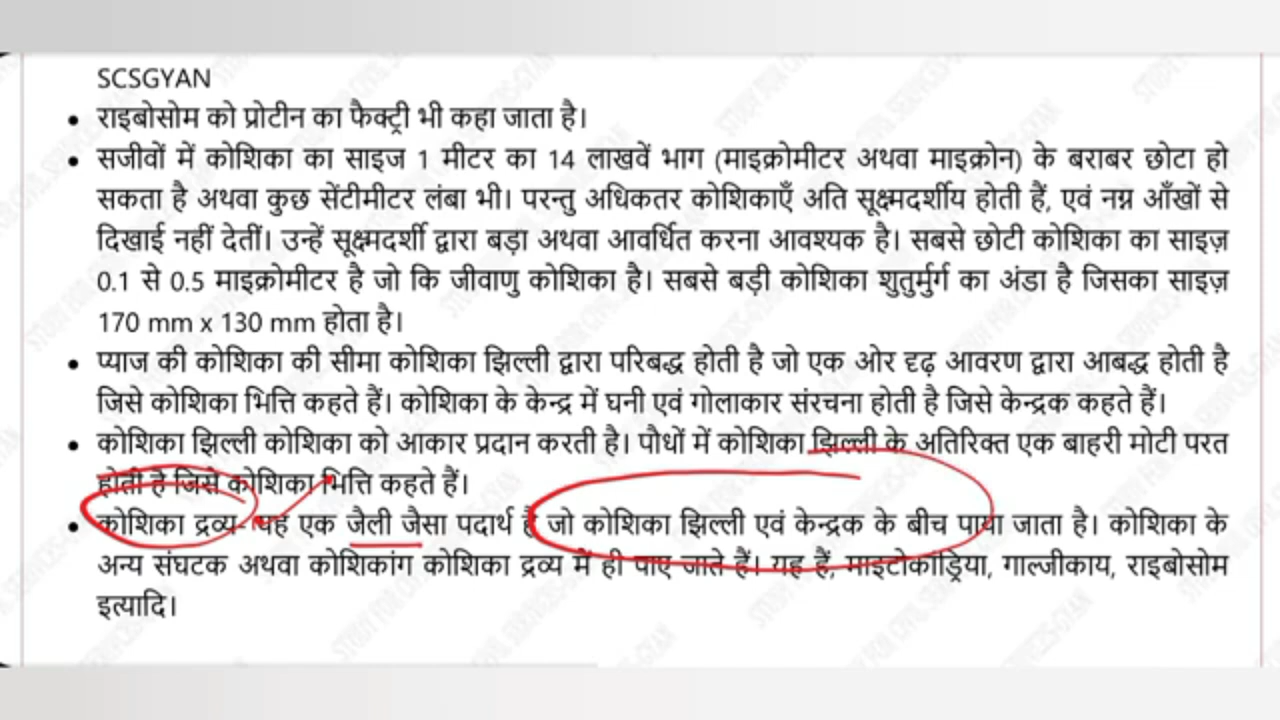 SCSGYAN
• राइबोसोम को प्रोटीन का फैक्ट्री भी कहा जाता है।
• सजीवों में कोशिका का साइज 1 मीटर का 14 लाखवें भाग (माइक्रोमीटर अथवा माइक्रोन) के बराबर छोटा हो
सकता है अथवा कुछ सेंटीमीटर लंबा भी। परन्तु अधिकतर कोशिकाएँ अति सूक्ष्मदर्शीय होती हैं, एवं नग्न आँखों से
दिखाई नहीं देतीं। उन्हें सूक्ष्मदर्शी द्वारा बड़ा अथवा आवर्धित करना आवश्यक है। सबसे छोटी कोशिका का साइज़
0.1 से 0.5 माइक्रोमीटर है जो कि जीवाणु कोशिका है। सबसे बड़ी कोशिका शुतुर्मुर्ग का अंडा है जिसका साइज़
170 mm x 130 mm होता है।
• प्याज की कोशिका की सीमा कोशिका झिल्ली द्वारा परिबद्ध होती है जो एक ओर दृढ़ आवरण द्वारा आबद्ध होती है
जिसे कोशिका भित्ति कहते हैं। कोशिका के केन्द्र में घनी एवं गोलाकार संरचना होती है जिसे केन्द्रक कहते हैं।
• कोशिका झिल्ली कोशिका को आकार प्रदान करती है। पौधों में कोशिका झिल्ली के अतिरिक्त एक बाहरी मोटी परत
होती है जिसे कोशिका भित्ति कहते हैं।
• कोशिका द्रव्य- यह एक जैली जैसा पदार्थ है जो कोशिका झिल्ली एवं केन्द्रक के बीच पाया जाता है। कोशिका के
अन्य संघटक अथवा कोशिकांग कोशिका द्रव्य में ही पाए जाते हैं। यह हैं, माइटोकोंड्रिया, गाल्जीकाय, राइबोसोम
इत्यादि।